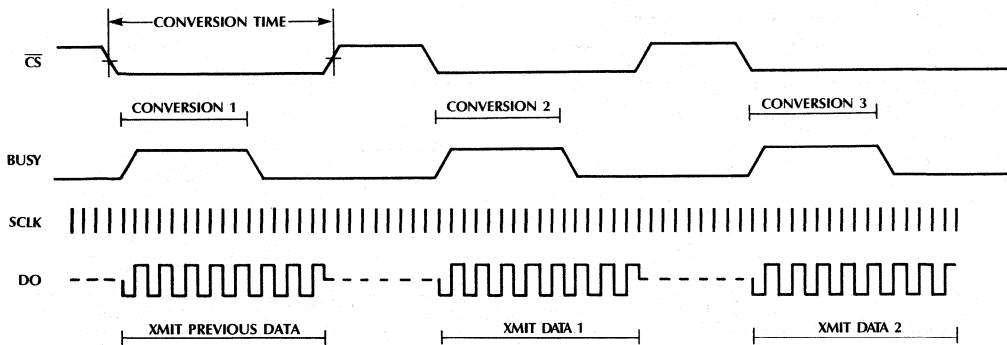 CONVERSION TIME
CS
CONVERSION 1
CONVERSION 2
CONVERSION 3
BUSY
SCLK
DO
XMIT PREVIOUS DATA
XMIT DATA 1
XMIT DATA 2